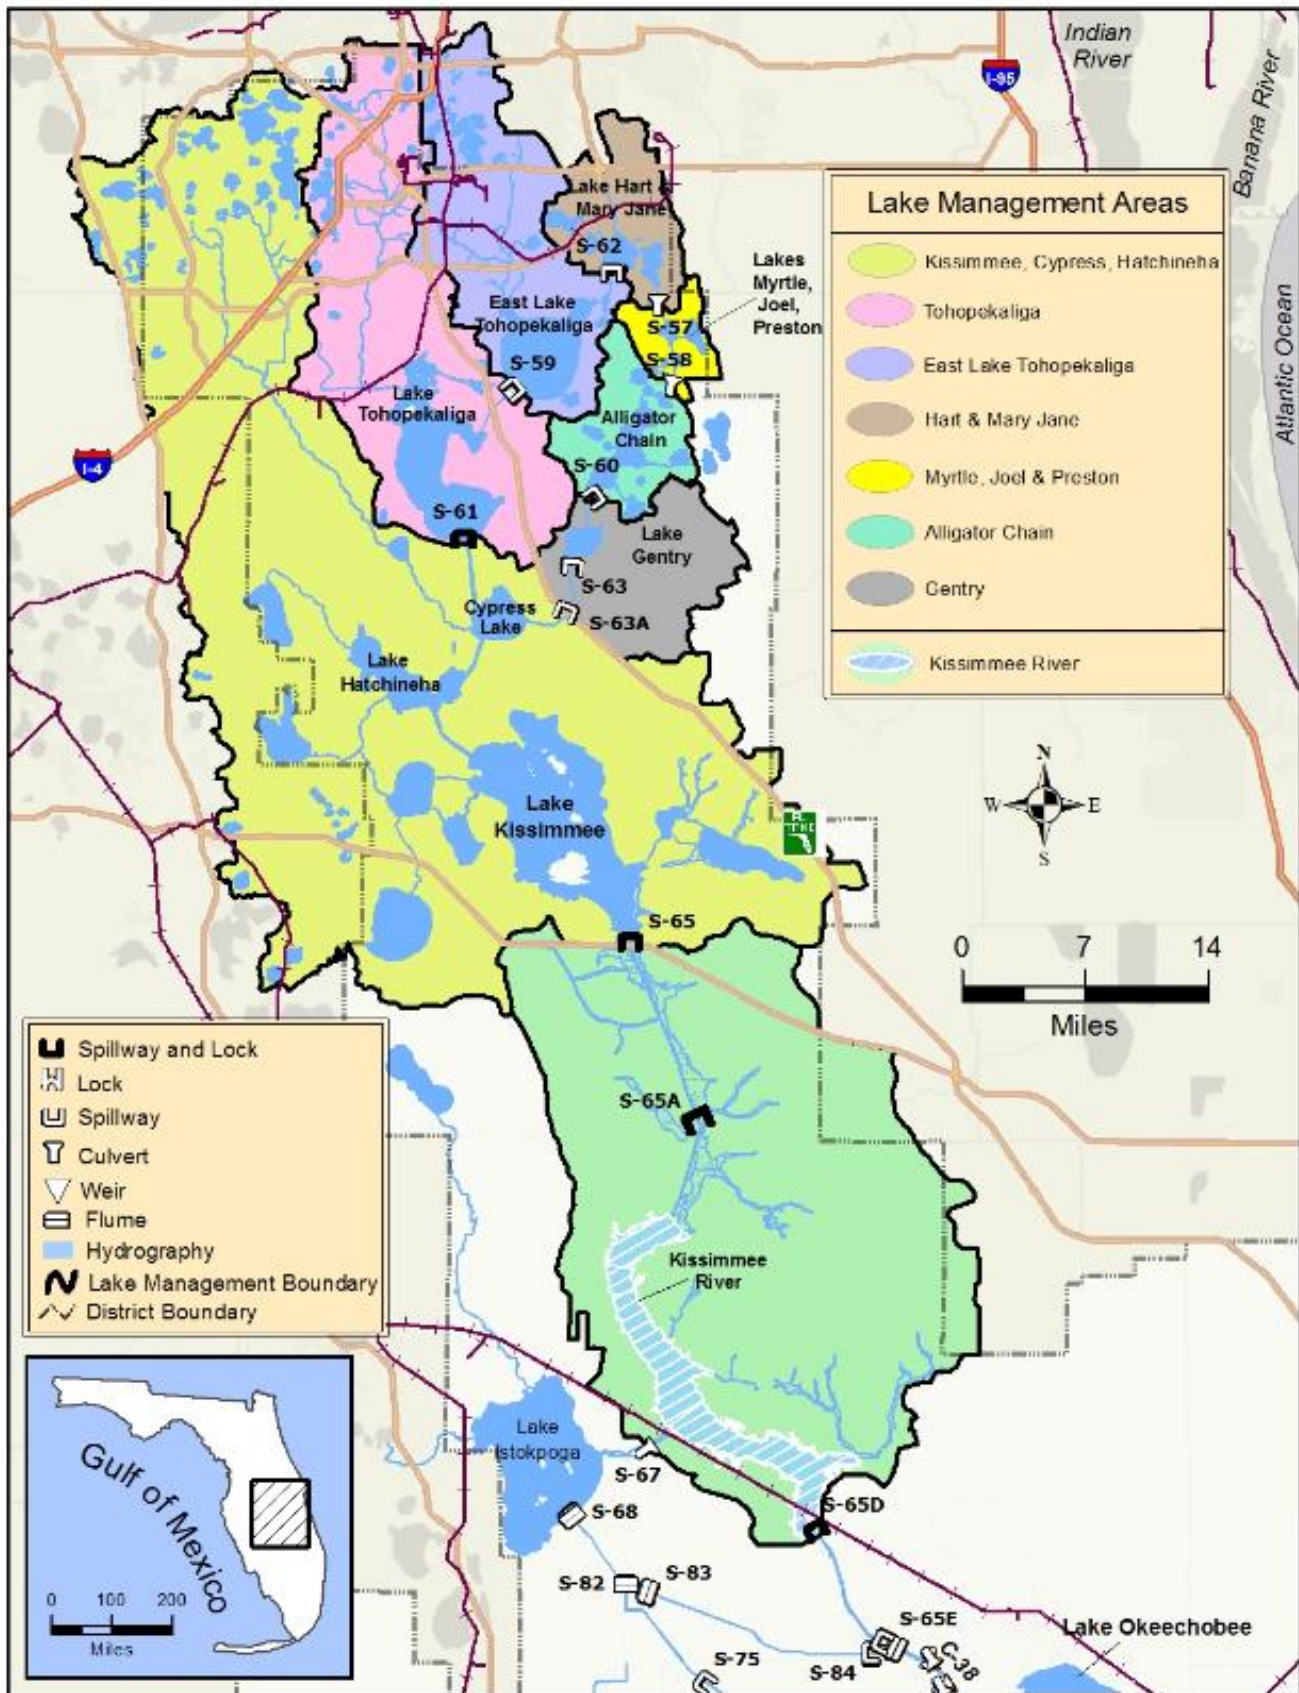 Indian
River
I-95
Banana River
Atlantic Ocean
Lake Management Areas
Kissimmee, Cypress, Hatchineha
Tohopekaliga
East Lake Tohopekaliga
Hart & Mary Jane
Myrtle, Joel & Preston
Alligator Chain
Gentry
Kissimmee River
Lake Hart &
Mary Jane
S-62
Lakes
Myrtle,
Joel,
Preston
S-57
S-58
East Lake
Tohopekaliga
S-59
Lake
Tohopekaliga
Alligator
Chain
S-60
I-4
S-61
Lake
Gentry
S-63
S-63A
Cypress
Lake
Lake
Hatchineha
Lake
Kissimmee
N
W E
S
S-65
0 7 14
Miles
Spillway and Lock
Lock
Spillway
Culvert
Weir
Flume
Hydrography
Lake Management Boundary
District Boundary
S-65A
Kissimmee
River
Lake
Istokpoga
S-67
S-68
S-65D
S-82
S-83
S-65E
S-84
C-38
S-75
Lake Okeechobee
Gulf of Mexico
0 100 200
Miles